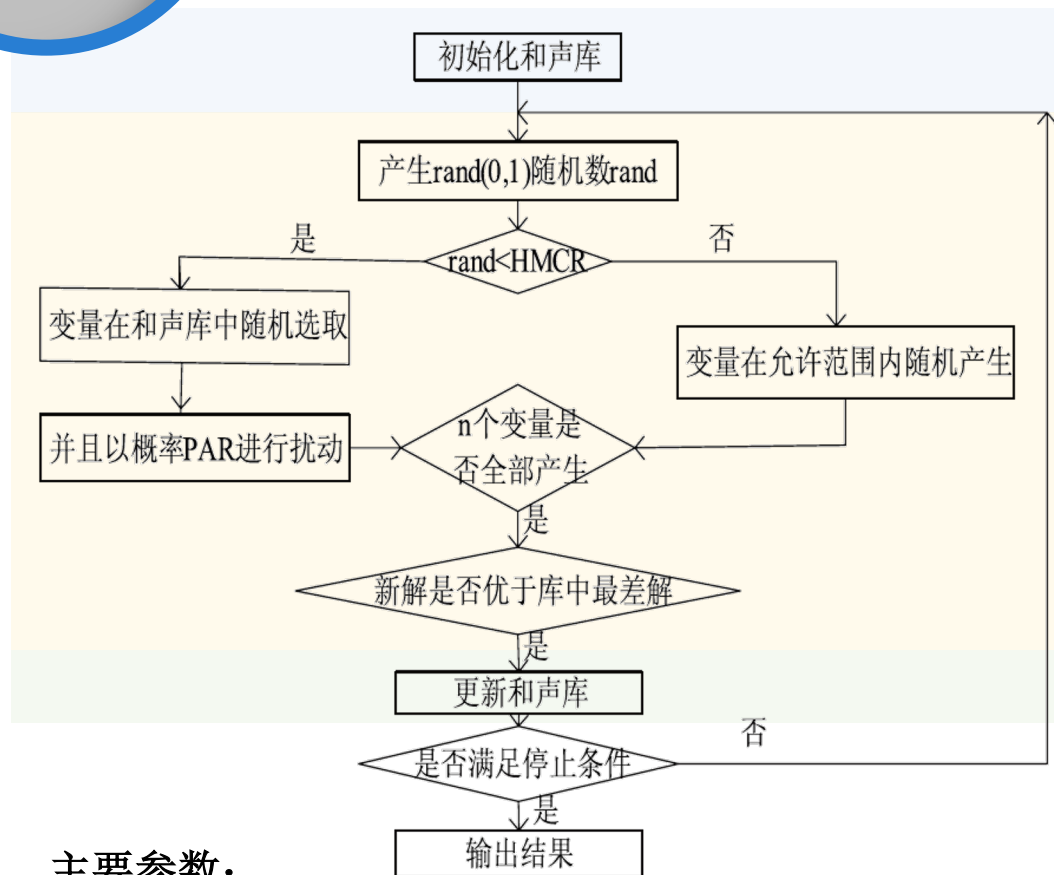 初始化和声库
产生rand(0,1)随机数rand
是
否
rand<HMCR
变量在和声库中随机选取
变量在允许范围内随机产生
并且以概率PAR进行扰动
n个变量是
否全部产生
是
新解是否优于库中最差解
是
更新和声库
否
是否满足停止条件
是
输出结果
主要参数: